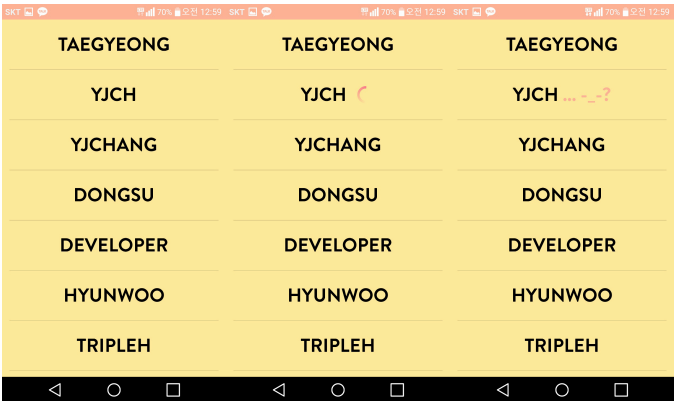 SKT 70% 오전 12:59 SKT 70% 오전 12:59 SKT 70% 오전 12:59
TAEGYEONG TAEGYEONG TAEGYEONG
YJCH YJCH YJCH ... -_-?
YJCHANG YJCHANG YJCHANG
DONGSU DONGSU DONGSU
DEVELOPER DEVELOPER DEVELOPER
HYUNWOO HYUNWOO HYUNWOO
TRIPLEH TRIPLEH TRIPLEH